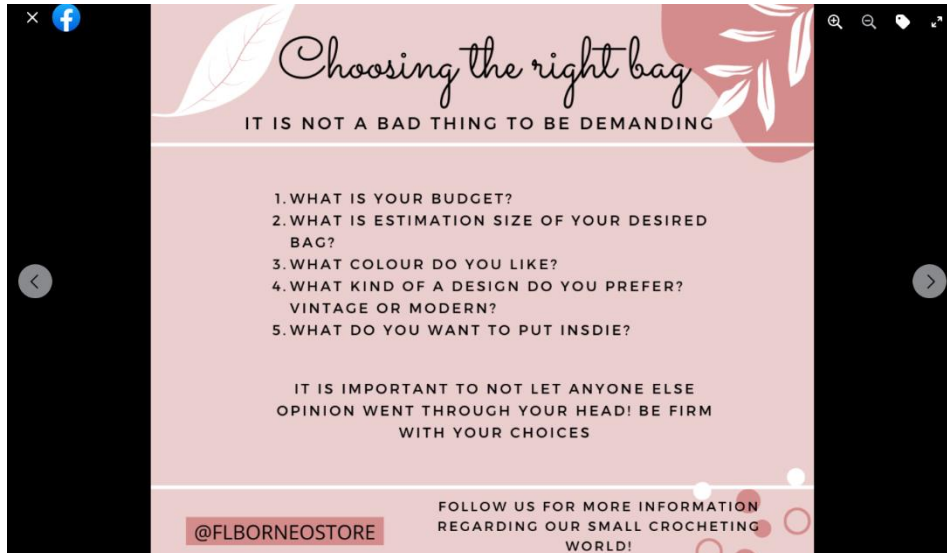 Choosing the right bag
IT IS NOT A BAD THING TO BE DEMANDING
1. WHAT IS YOUR BUDGET?
2. WHAT IS ESTIMATION SIZE OF YOUR DESIRED
BAG?
3. WHAT COLOUR DO YOU LIKE?
4. WHAT KIND OF A DESIGN DO YOU PREFER?
VINTAGE OR MODERN?
5. WHAT DO YOU WANT TO PUT INSDIE?
IT IS IMPORTANT TO NOT LET ANYONE ELSE
OPINION WENT THROUGH YOUR HEAD! BE FIRM
WITH YOUR CHOICES
@FLBORNEOSTORE
FOLLOW US FOR MORE INFORMATION
REGARDING OUR SMALL CROCHETING
WORLD!